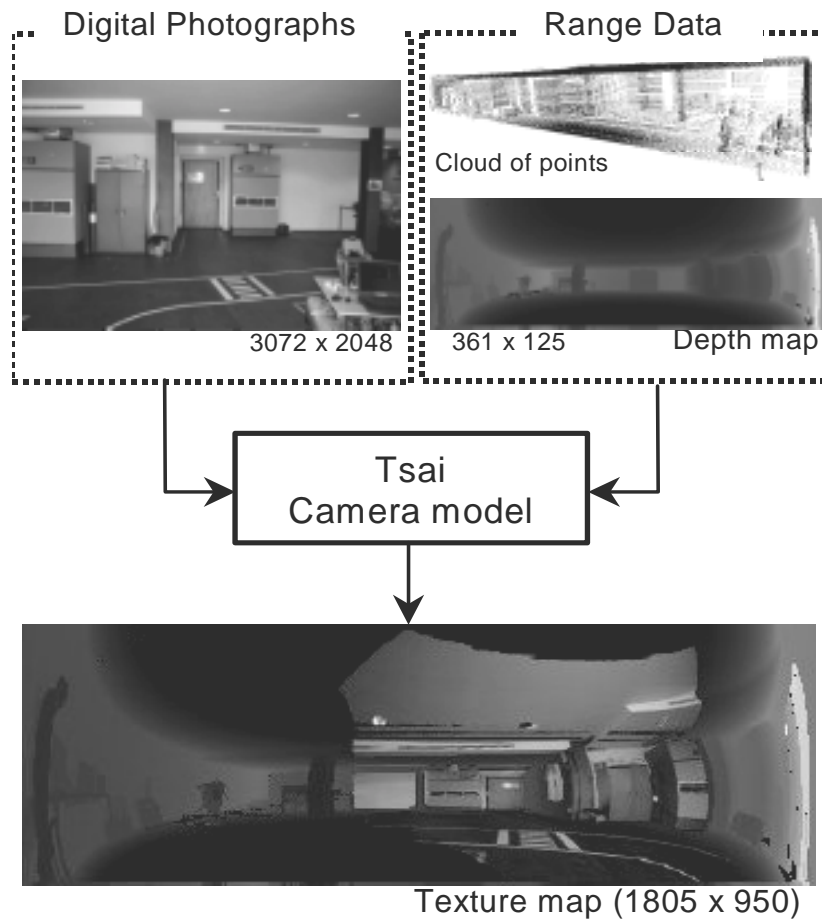 Digital Photographs
Range Data
Cloud of points
3072 x 2048
361 x 125
Depth map
Tsai
Camera model
Texture map (1805 x 950)